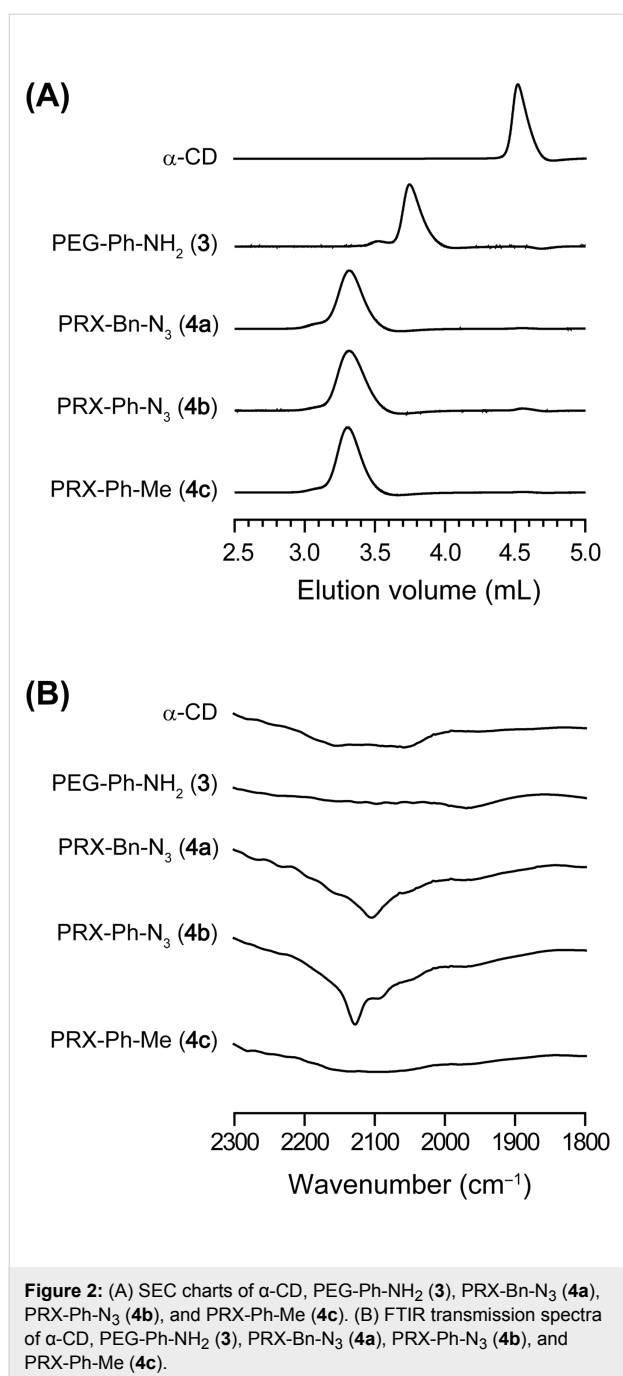 (A)
α-CD
PEG-Ph-NH₂ (3)
PRX-Bn-N₃ (4a)
PRX-Ph-N₃ (4b)
PRX-Ph-Me (4c)
2.5 3.0 3.5 4.0 4.5 5.0
Elution volume (mL)
(B)
α-CD
PEG-Ph-NH₂ (3)
PRX-Bn-N₃ (4a)
PRX-Ph-N₃ (4b)
PRX-Ph-Me (4c)
2300 2200 2100 2000 1900 1800
Wavenumber (cm⁻¹)
Figure 2: (A) SEC charts of α-CD, PEG-Ph-NH₂ (3), PRX-Bn-N₃ (4a),
PRX-Ph-N₃ (4b), and PRX-Ph-Me (4c). (B) FTIR transmission spectra
of α-CD, PEG-Ph-NH₂ (3), PRX-Bn-N₃ (4a), PRX-Ph-N₃ (4b), and
PRX-Ph-Me (4c).